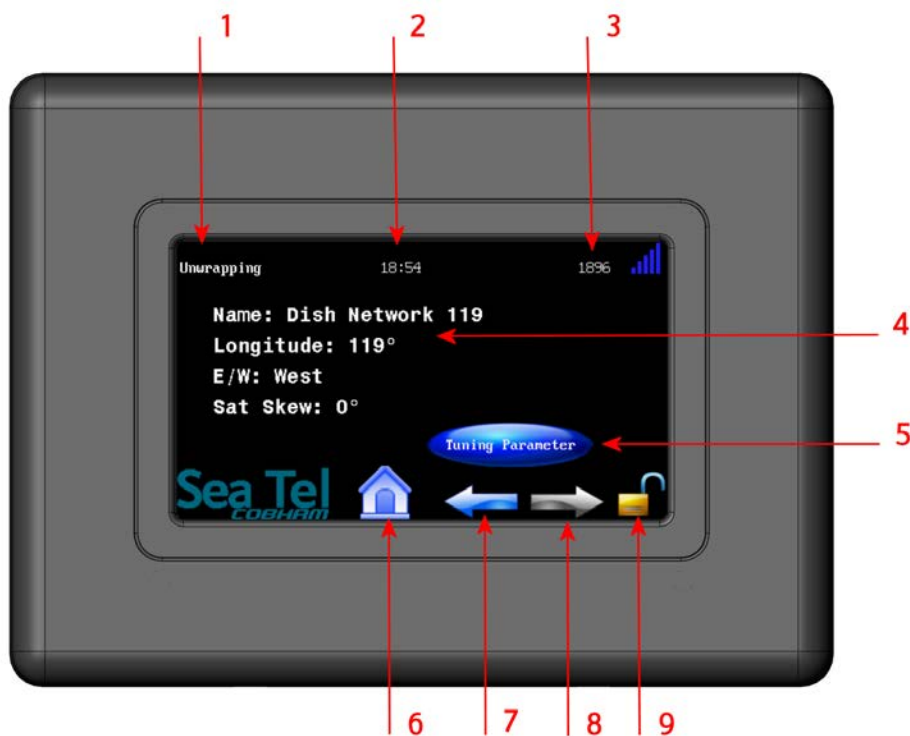 1 2 3
Unwrapping 18:54 1896
Name: Dish Network 119
Longitude: 119°
E/W: West
Sat Skew: 0°
4
Tuning Parameter
5
Sea Tel
COBHAM
6 7 8 9